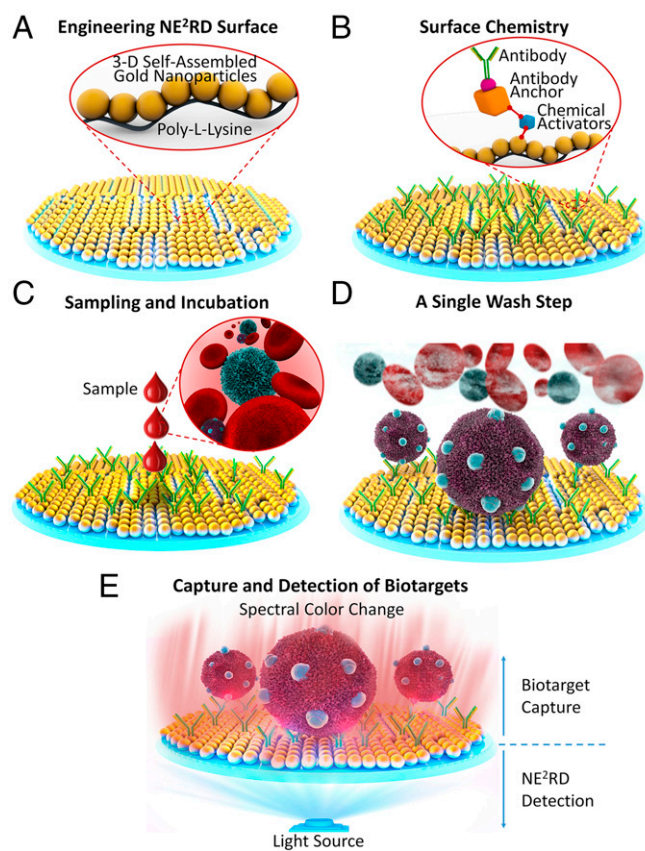 A
Engineering NE²RD Surface
3-D Self-Assembled
Gold Nanoparticles
Poly-L-Lysine
B
Surface Chemistry
Antibody
Antibody
Anchor
Chemical
Activators
C
Sampling and Incubation
Sample
D
A Single Wash Step
E
Capture and Detection of Biotargets
Spectral Color Change
Biotarget
Capture
NE²RD
Detection
Light Source